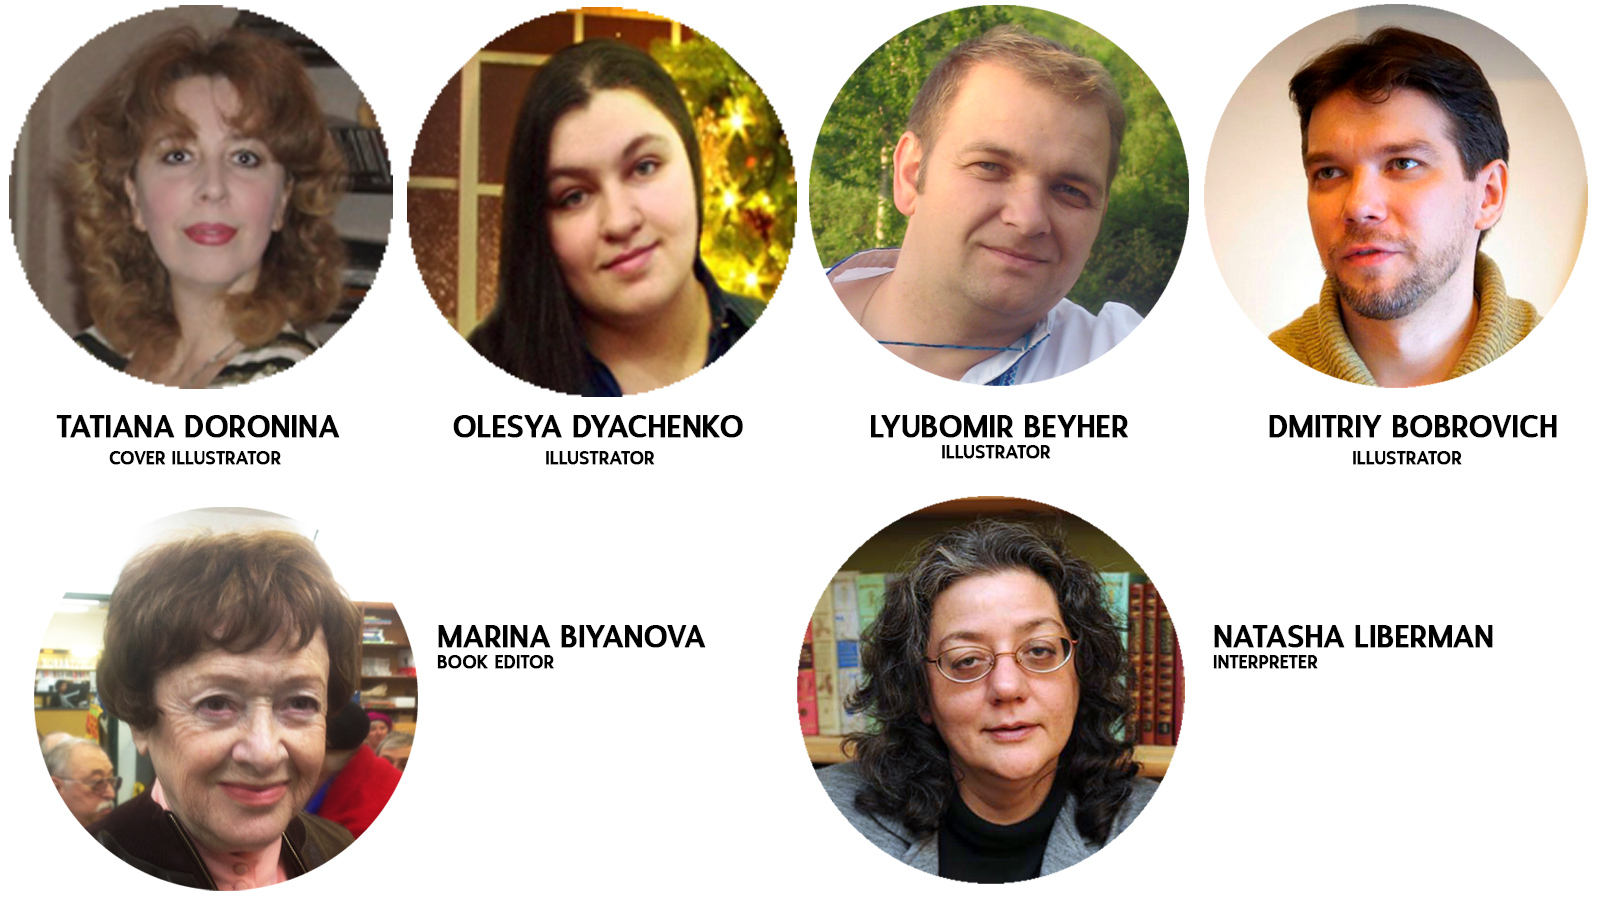 TATIANA DORONINA
COVER ILLUSTRATOR
OLESYA DYACHENKO
ILLUSTRATOR
LYUBOMIR BEYHER
ILLUSTRATOR
DMITRIY BOBROVICH
ILLUSTRATOR
MARINA BIYANOVA
BOOK EDITOR
NATASHA LIBERMAN
INTERPRETER